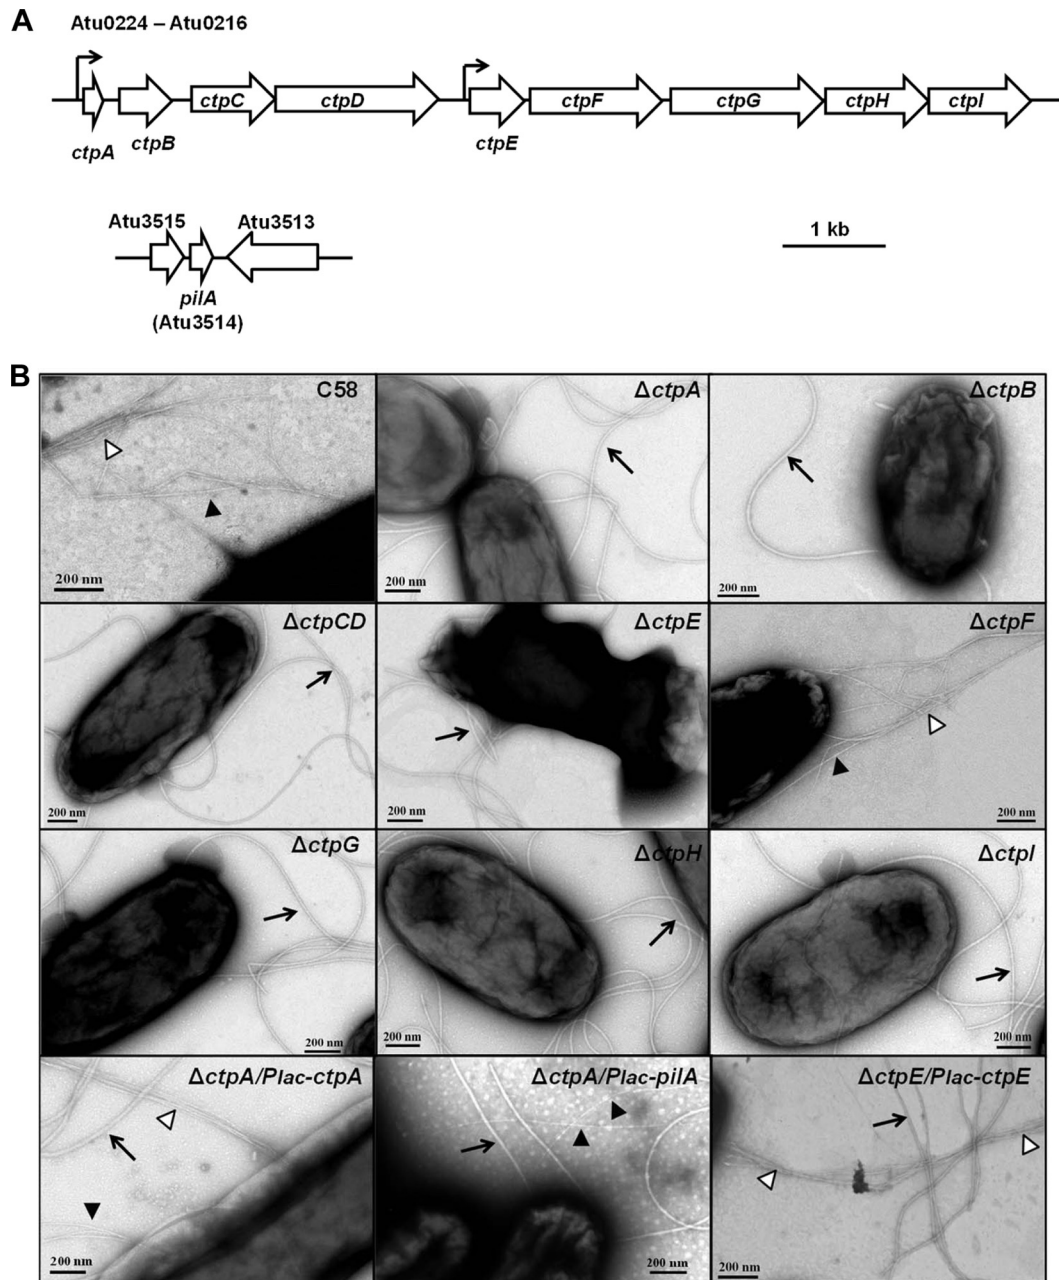 A
Atu0224 – Atu0216
ctpC ctpD ctpF ctpG ctpH ctpI
ctpA ctpB ctpE
Atu3515 Atu3513
1 kb
pilA
(Atu3514)
B
C58 ΔctpA ΔctpB
200 nm 200 nm 200 nm
ΔctpCD ΔctpE ΔctpF
200 nm 200 nm 200 nm
ΔctpG ΔctpH ΔctpI
200 nm 200 nm 200 nm
ΔctpA/Plac-ctpA ΔctpA/Plac-pilA ΔctpE/Plac-ctpE
200 nm 200 nm 200 nm